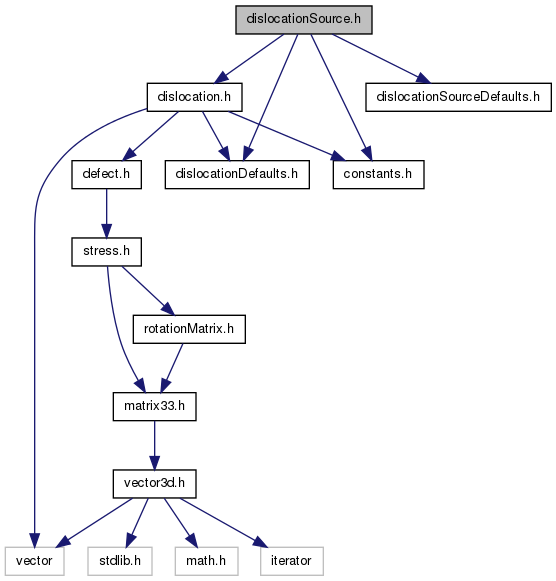 dislocationSource.h
dislocation.h
dislocationSourceDefaults.h
defect.h
dislocationDefaults.h
constants.h
stress.h
rotationMatrix.h
matrix33.h
vector3d.h
vector
stdlib.h
math.h
iterator